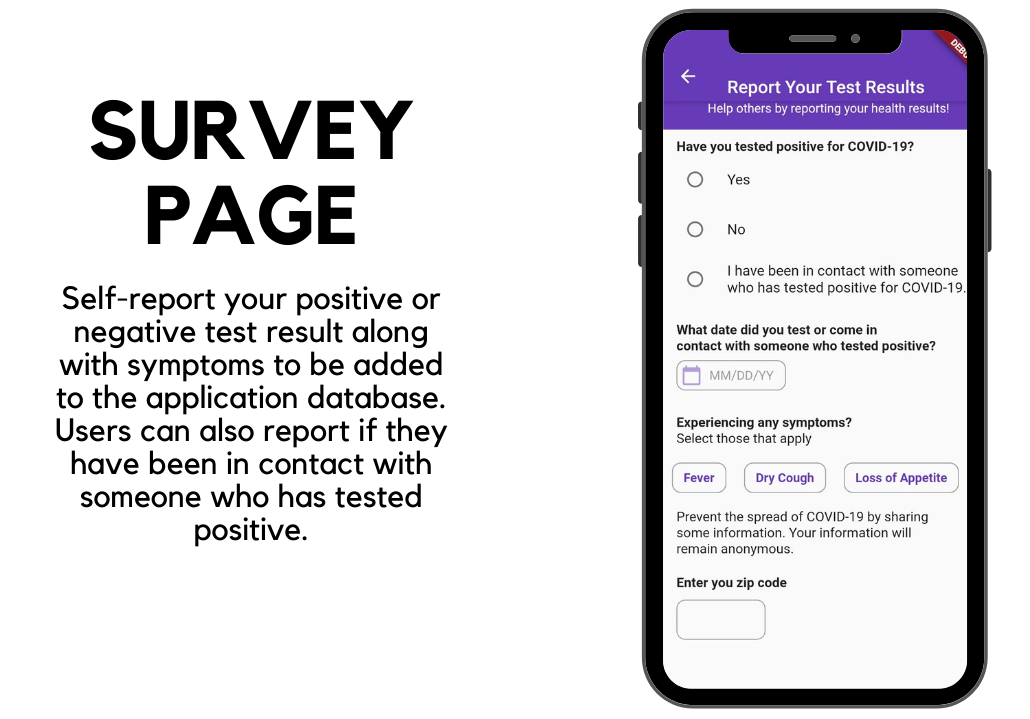 SURVEY
PAGE
Self-report your positive or
negative test result along
with symptoms to be added
to the application database.
Users can also report if they
have been in contact with
someone who has tested
positive.
Report Your Test Results
Help others by reporting your health results!
Have you tested positive for COVID-19?
Yes
No
I have been in contact with someone
who has tested positive for COVID-19.
What date did you test or come in
contact with someone who tested positive?
MM/DD/YY
Experiencing any symptoms?
Select those that apply
Fever
Dry Cough
Loss of Appetite
Prevent the spread of COVID-19 by sharing
some information. Your information will
remain anonymous.
Enter you zip code